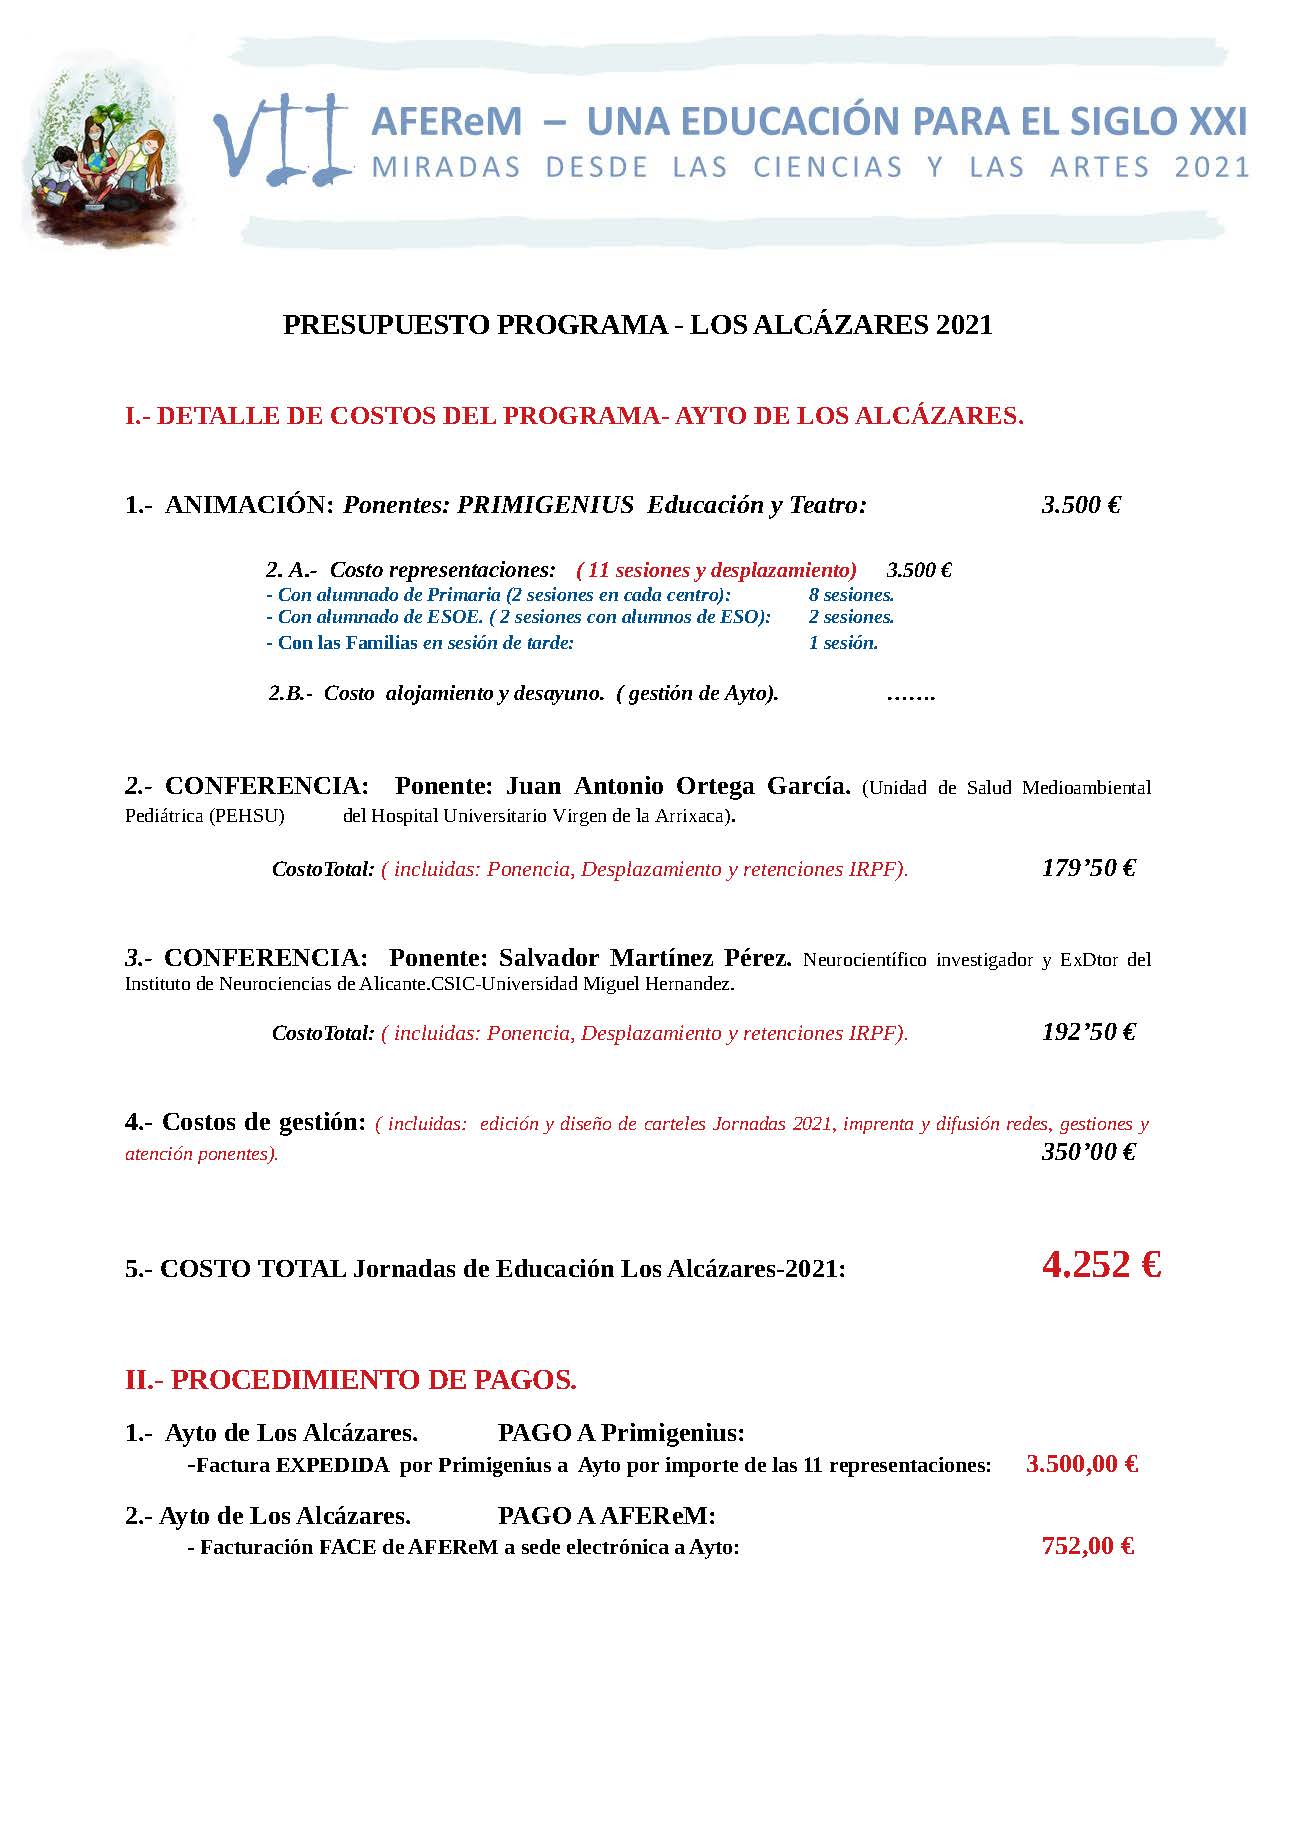 VII AFEReM – UNA EDUCACIÓN PARA EL SIGLO XXI
MIRADAS DESDE LAS CIENCIAS Y LAS ARTES 2021
PRESUPUESTO PROGRAMA - LOS ALCÁZARES 2021
I.- DETALLE DE COSTOS DEL PROGRAMA- AYTO DE LOS ALCÁZARES.
1.- ANIMACIÓN: Ponentes: PRIMIGENIUS Educación y Teatro: 3.500 €
2. A.- Costo representaciones: ( 11 sesiones y desplazamiento) 3.500 €
- Con alumnado de Primaria (2 sesiones en cada centro): 8 sesiones.
- Con alumnado de ESOE. ( 2 sesiones con alumnos de ESO): 2 sesiones.
- Con las Familias en sesión de tarde: 1 sesión.
2.B.- Costo alojamiento y desayuno. ( gestión de Ayto). …….
2.- CONFERENCIA: Ponente: Juan Antonio Ortega García. (Unidad de Salud Medioambiental
Pediátrica (PEHSU) del Hospital Universitario Virgen de la Arrixaca).
CostoTotal: ( incluidas: Ponencia, Desplazamiento y retenciones IRPF). 179’50 €
3.- CONFERENCIA: Ponente: Salvador Martínez Pérez. Neurocientífico investigador y ExDtor del
Instituto de Neurociencias de Alicante.CSIC-Universidad Miguel Hernandez.
CostoTotal: ( incluidas: Ponencia, Desplazamiento y retenciones IRPF). 192’50 €
4.- Costos de gestión: ( incluidas: edición y diseño de carteles Jornadas 2021, imprenta y difusión redes, gestiones y
atención ponentes). 350’00 €
5.- COSTO TOTAL Jornadas de Educación Los Alcázares-2021: 4.252 €
II.- PROCEDIMIENTO DE PAGOS.
1.- Ayto de Los Alcázares. PAGO A Primigenius:
-Factura EXPEDIDA por Primigenius a Ayto por importe de las 11 representaciones: 3.500,00 €
2.- Ayto de Los Alcázares. PAGO A AFEReM:
- Facturación FACE de AFEReM a sede electrónica a Ayto: 752,00 €